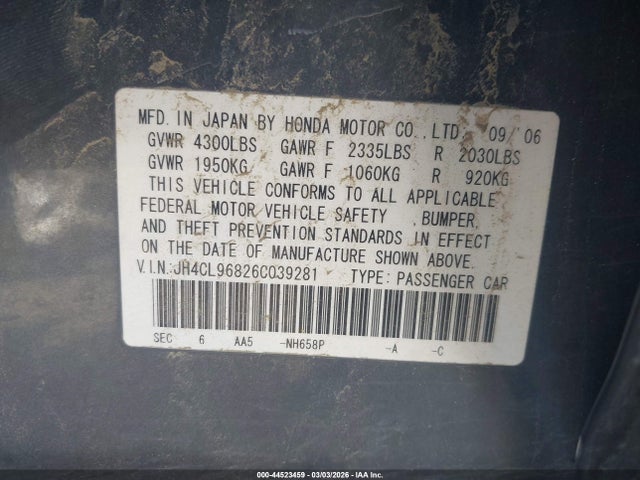 MFD. IN JAPAN BY HONDA MOTOR CO., LTD. 09/'06
GVWR 4300LBS GAWR F 2335LBS R 2030LBS
GVWR 1950KG GAWR F 1060KG R 920KG
THIS VEHICLE CONFORMS TO ALL APPLICABLE
FEDERAL MOTOR VEHICLE SAFETY , BUMPER,
AND THEFT PREVENTION STANDARDS IN EFFECT
ON THE DATE OF MANUFACTURE SHOWN ABOVE.
V.I.N.:JH4CL96826C039281 TYPE: PASSENGER CAR
SEC 6 AA5 -NH658P -A -C
000-44523459 - 03/03/2026 - IAA Inc.